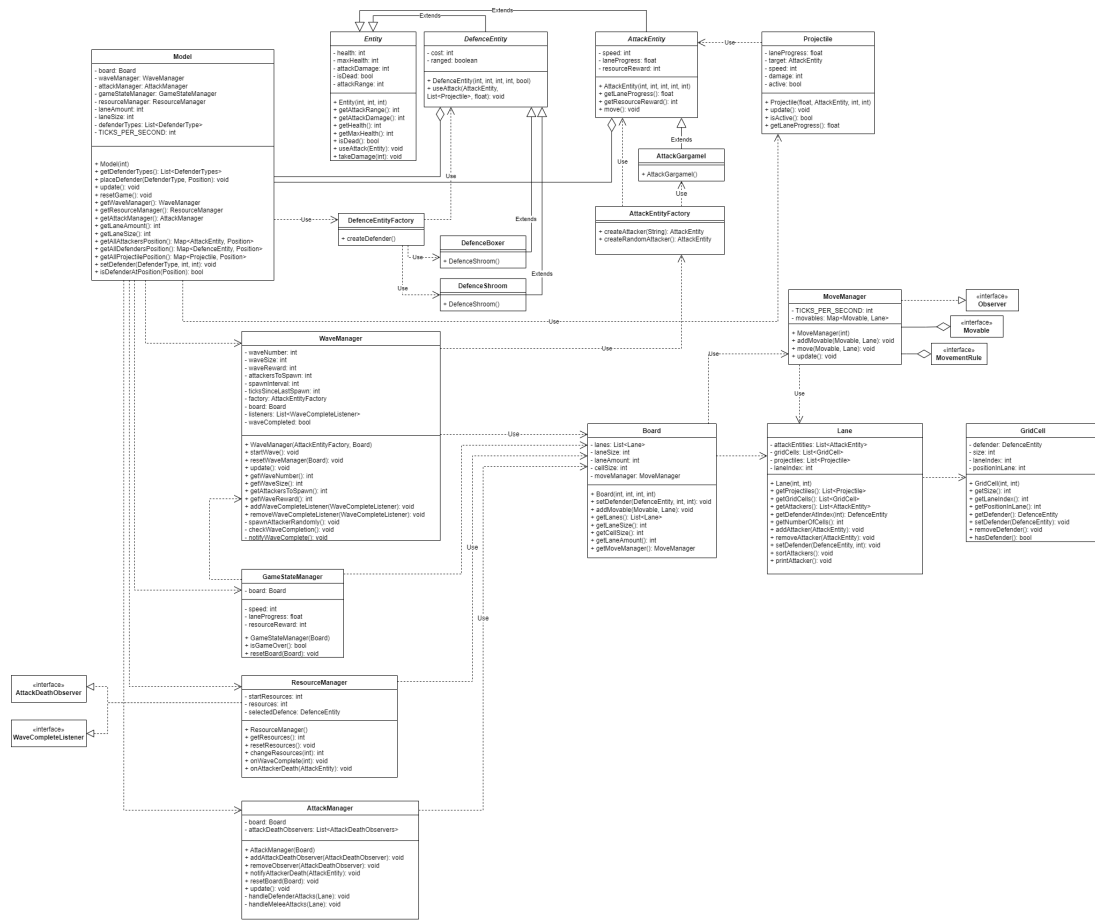 Extends
Extends
Entity
- health: int
- maxHealth: int
- attackDamage: int
- isDead: bool
- attackRange: int
+ Entity(int, int, int)
+ getAttackRange(): int
+ getAttackDamage(): int
+ getHealth(): int
+ getMaxHealth(): int
+ isDead(): bool
+ useAttack(Entity): void
+ takeDamage(int): void
DefenceEntity
- cost: int
- ranged: boolean
+ DefenceEntity(int, int, int, int, bool)
+ useAttack(AttackEntity,
List<Projectile>, float): void
AttackEntity
- speed: int
- laneProgress: float
- resourceReward: int
+ AttackEntity(int, int, int, int, int)
+ getLaneProgress(): float
+ getResourceReward(): int
+ move(): void
Use
Projectile
- laneProgress: float
- target: AttackEntity
- speed: int
- damage: int
- active: bool
+ Projectile(float, AttackEntity, int, int)
+ update(): void
+ isActive(): bool
+ getLaneProgress(): float
Model
- board: Board
- waveManager: WaveManager
- attackManager: AttackManager
- gameStateManager: GameStateManager
- resourceManager: ResourceManager
- laneAmount: int
- laneSize: int
- defenderTypes: List<DefenderType>
- TICKS_PER_SECOND: int
+ Model(int)
+ getDefenderTypes(): List<DefenderTypes>
+ placeDefender(DefenderType, Position): void
+ update(): void
+ resetGame(): void
+ getWaveManager(): WaveManager
+ getResourceManager(): ResourceManager
+ getAttackManager(): AttackManager
+ getLaneAmount(): int
+ getLaneSize(): int
+ getAllAttackersPosition(): Map<AttackEntity, Position>
+ getAllDefendersPosition(): Map<DefenceEntity, Position>
+ getAllProjectilePosition(): Map<Projectile, Position>
+ setDefender(DefenderType, int, int): void
+ isDefenderAtPosition(Position): bool
Extends
Use
AttackGargamel
+ AttackGargamel()
Use
Use
AttackEntityFactory
+ createAttacker(String): AttackEntity
+ createRandomAttacker(): AttackEntity
Use
DefenceEntityFactory
+ createDefender()
Extends
DefenceBoxer
+ DefenceShroom()
Use
Extends
DefenceShroom
+ DefenceShroom()
Use
Use
Use
MoveManager
- TICKS_PER_SECOND: int
- movables: Map<Movable, Lane>
+ MoveManager(int)
+ addMovable(Movable, Lane): void
+ move(Movable, Lane): void
+ update(): void
«interface»
Observer
«interface»
Movable
«interface»
MovementRule
Use
Use
WaveManager
- waveNumber: int
- waveSize: int
- waveReward: int
- attackersToSpawn: int
- spawnInterval: int
- ticksSinceLastSpawn: int
- factory: AttackEntityFactory
- board: Board
- listeners: List<WaveCompleteListener>
- waveCompleted: bool
+ WaveManager(AttackEntityFactory, Board)
+ startWave(): void
+ resetWaveManager(Board): void
+ update(): void
+ getWaveNumber(): int
+ getWaveSize(): int
+ getAttackersToSpawn(): int
+ getWaveReward(): int
+ addWaveCompleteListener(WaveCompleteListener): void
+ removeWaveCompleteListener(WaveCompleteListener): void
- spawnAttackerRandomly(): void
- checkWaveCompletion(): void
- notifyWaveComplete(): void
Use
Use
Use
Use
Use
Board
- lanes: List<Lane>
- laneSize: int
- laneAmount: int
- cellSize: int
- moveManager: MoveManager
+ Board(int, int, int, int)
+ setDefender(DefenceEntity, int, int): void
+ addMovable(Movable, Lane): void
+ getLanes(): List<Lane>
+ getLaneSize(): int
+ getCellSize(): int
+ getLaneAmount(): int
+ getMoveManager(): MoveManager
Lane
- attackEntities: List<AttackEntity>
- gridCells: List<GridCell>
- projectiles: List<Projectile>
- laneIndex: int
+ Lane(int, int)
+ getProjectiles(): List<Projectile>
+ getGridCells(): List<GridCell>
+ getAttackers(): List<AttackEntity>
+ getDefenderAtIndex(int): DefenceEntity
+ getNumberOfCells(): int
+ addAttacker(AttackEntity): void
+ removeAttacker(AttackEntity): void
+ setDefender(DefenceEntity, int): void
+ sortAttackers(): void
+ printAttacker(): void
GridCell
- defender: DefenceEntity
- size: int
- laneIndex: int
- positionInLane: int
+ GridCell(int, int, int)
+ getSize(): int
+ getLaneIndex(): int
+ getPositionInLane(): int
+ getDefender(): DefenceEntity
+ setDefender(DefenceEntity): void
+ removeDefender(): void
+ hasDefender(): bool
GameStateManager
- board: Board
- speed: int
- laneProgress: float
- resourceReward: int
+ GameStateManager(Board)
+ isGameOver(): bool
+ resetBoard(Board): void
«interface»
AttackDeathObserver
«interface»
WaveCompleteListener
ResourceManager
- startResources: int
- resources: int
- selectedDefence: DefenceEntity
+ ResourceManager()
+ getResources(): int
+ resetResources(): void
+ changeResources(int): int
+ onWaveComplete(int): void
+ onAttackerDeath(AttackEntity): void
AttackManager
- board: Board
- attackDeathObservers: List<AttackDeathObservers>
+ AttackManager(Board)
+ addAttackDeathObserver(AttackDeathObserver): void
+ removeObserver(AttackDeathObserver): void
+ notifyAttackerDeath(AttackEntity): void
+ resetBoard(Board): void
+ update(): void
- handleDefenderAttacks(Lane): void
- handleMeleeAttacks(Lane): void